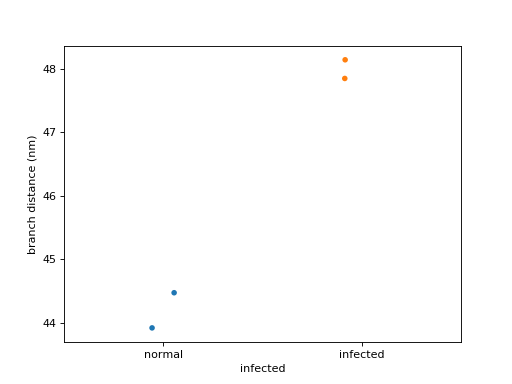 48
47
46
45
44
branch distance (nm)
normal
infected
infected